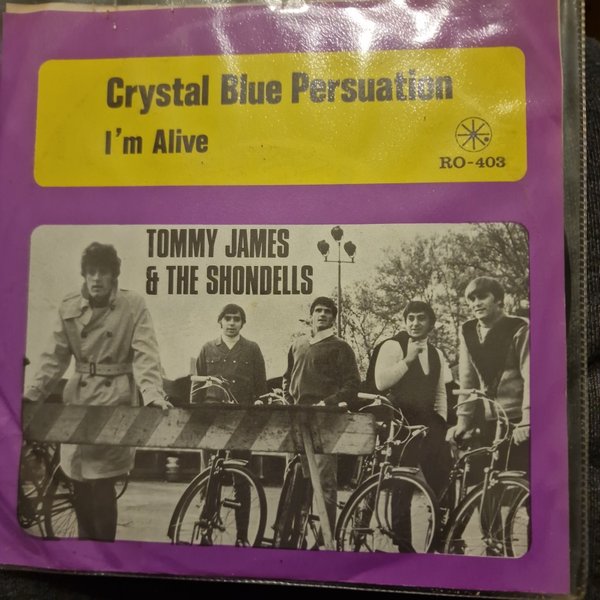 Crystal Blue Persuation
I'm Alive
RO-403
TOMMY JAMES
& THE SHONDELLS